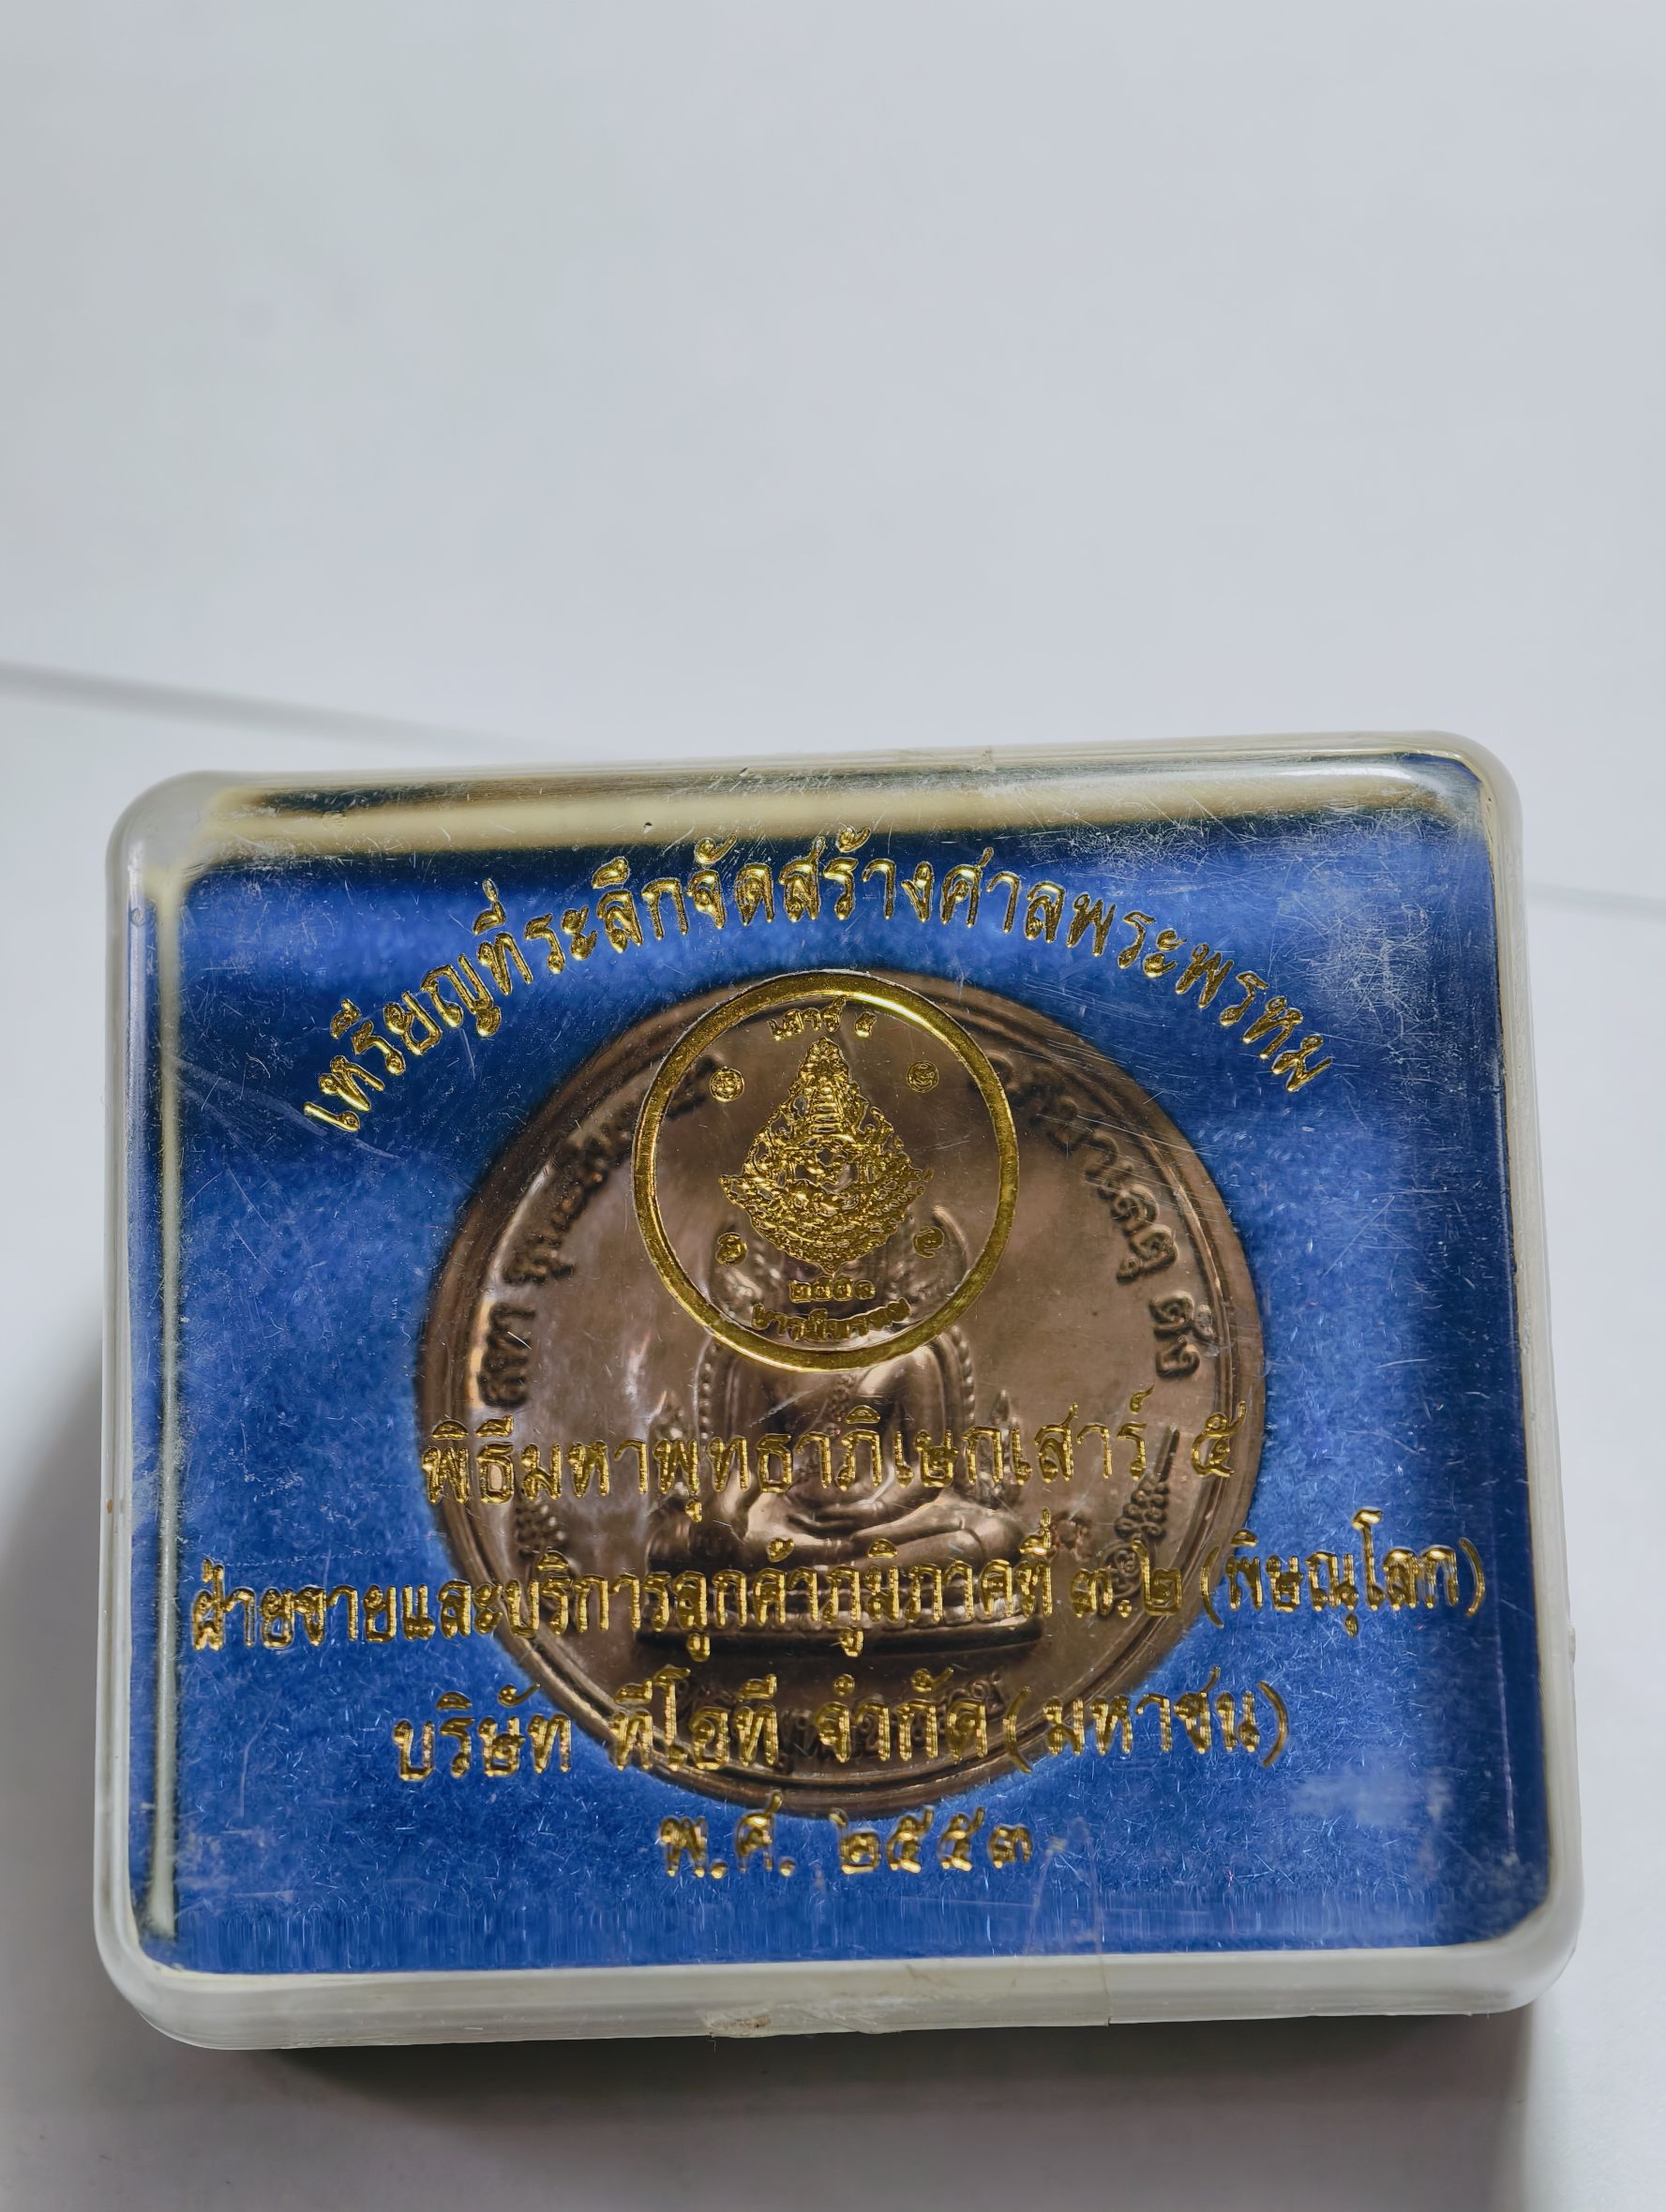 เหรียญที่ระลึกจัดสร้างศาลพระพรหม
เสาร์ ๕
พิธีมหาพุทธาภิเษกเสาร์ ๕
ฝ่ายขายและบริการลูกค้าภูมิภาคที่ ๓.๒ (พิษณุโลก)
บริษัท ทีโอที จำกัด (มหาชน)
พ.ศ. ๒๕๕๓